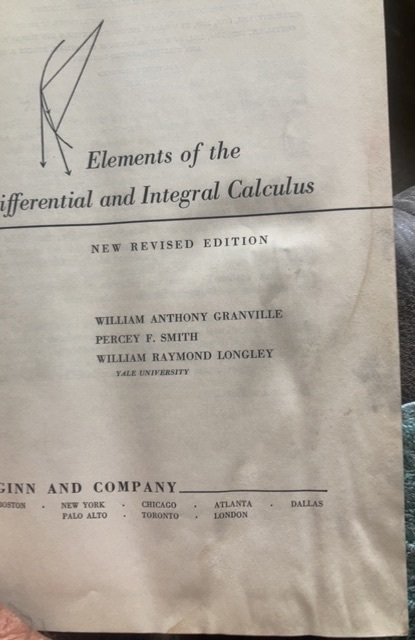 Elements of the
ifferential and Integral Calculus
NEW REVISED EDITION
WILLIAM ANTHONY GRANVILLE
PERCEY F. SMITH
WILLIAM RAYMOND LONGLEY
YALE UNIVERSITY
GINN AND COMPANY
BOSTON · NEW YORK · CHICAGO · ATLANTA · DALLAS
PALO ALTO · TORONTO · LONDON